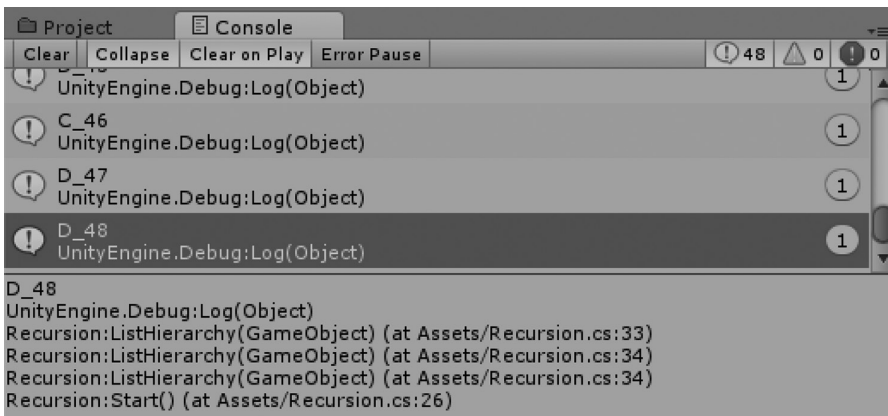 Project Console
Clear Collapse Clear on Play Error Pause 48 0 0
UnityEngine.Debug:Log(Object) 1
C_46
UnityEngine.Debug:Log(Object) 1
D_47
UnityEngine.Debug:Log(Object) 1
D_48
UnityEngine.Debug:Log(Object) 1
D_48
UnityEngine.Debug:Log(Object)
Recursion:ListHierarchy(GameObject) (at Assets/Recursion.cs:33)
Recursion:ListHierarchy(GameObject) (at Assets/Recursion.cs:34)
Recursion:ListHierarchy(GameObject) (at Assets/Recursion.cs:34)
Recursion:Start() (at Assets/Recursion.cs:26)